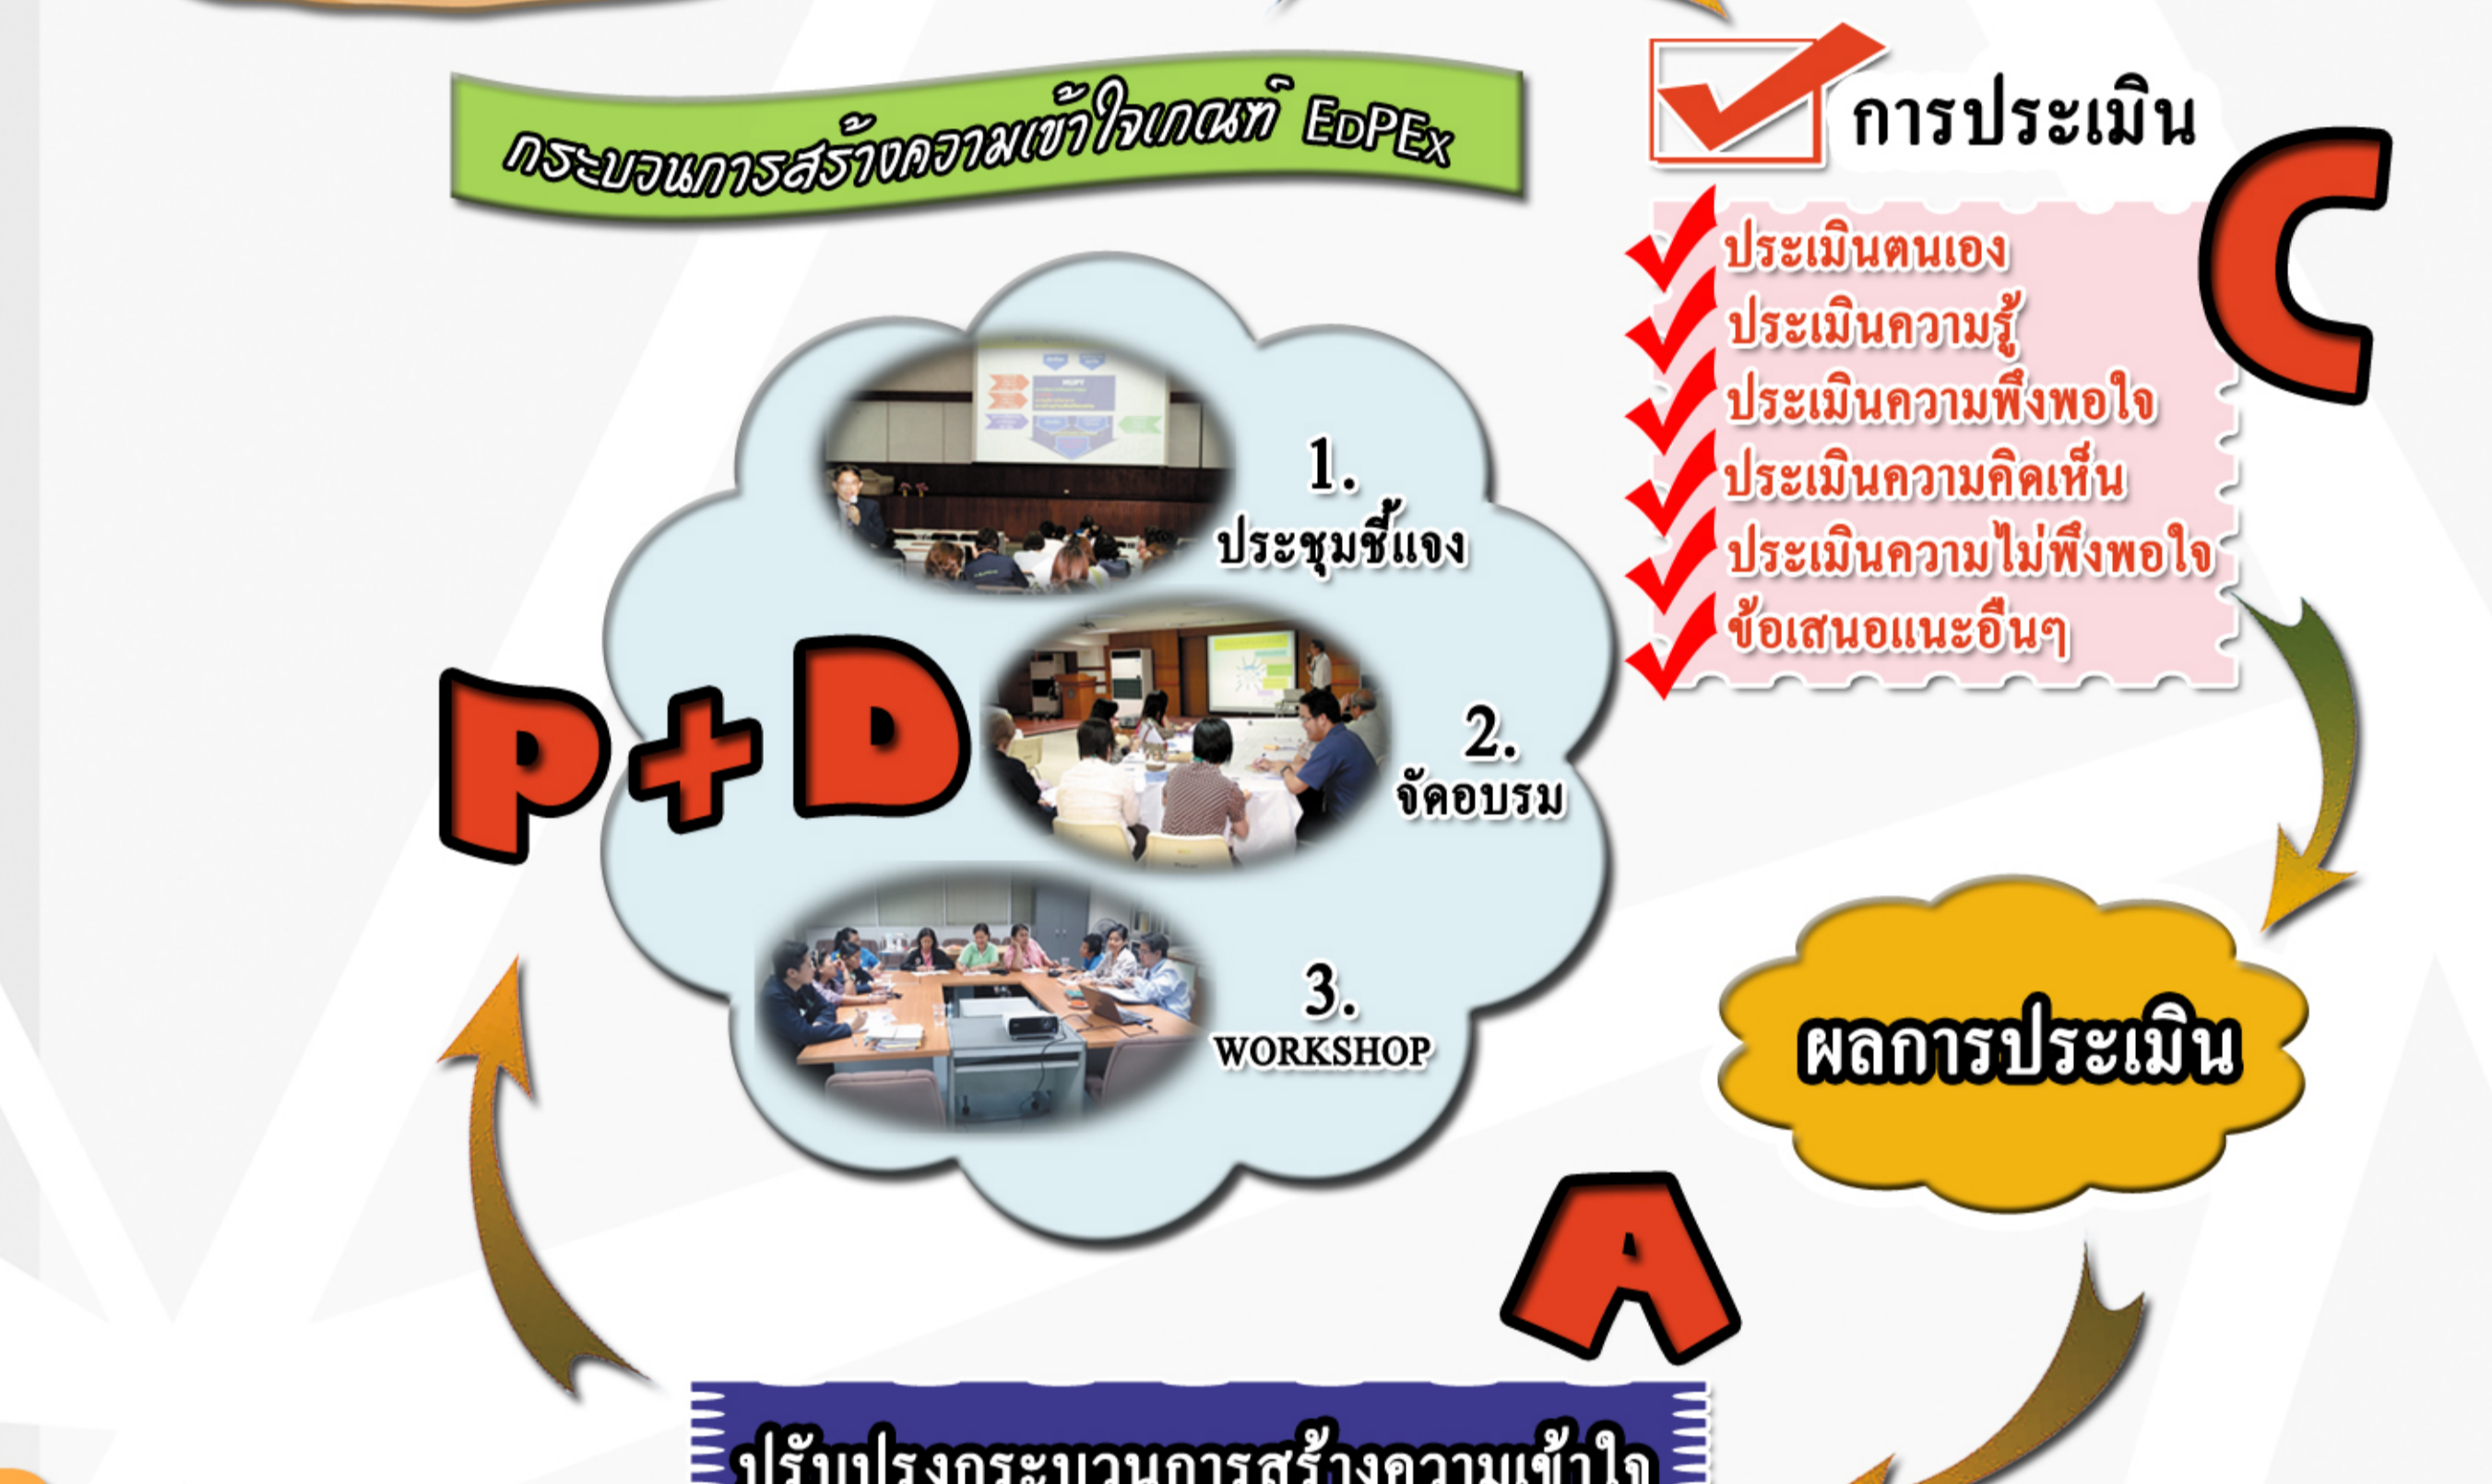 กระบวนการสร้างความเข้าใจเกณฑ์ EDPEX
การประเมิน
C
ประเมินตนเอง
ประเมินความรู้
ประเมินความพึงพอใจ
ประเมินความคิดเห็น
ประเมินความไม่พึงพอใจ
ข้อเสนอแนะอื่นๆ
1.
ประชุมชี้แจง
P+D
2.
จัดอบรม
3.
WORKSHOP
ผลการประเมิน
A
ปรับปรุงกระบวนการสร้างความเข้าใจ